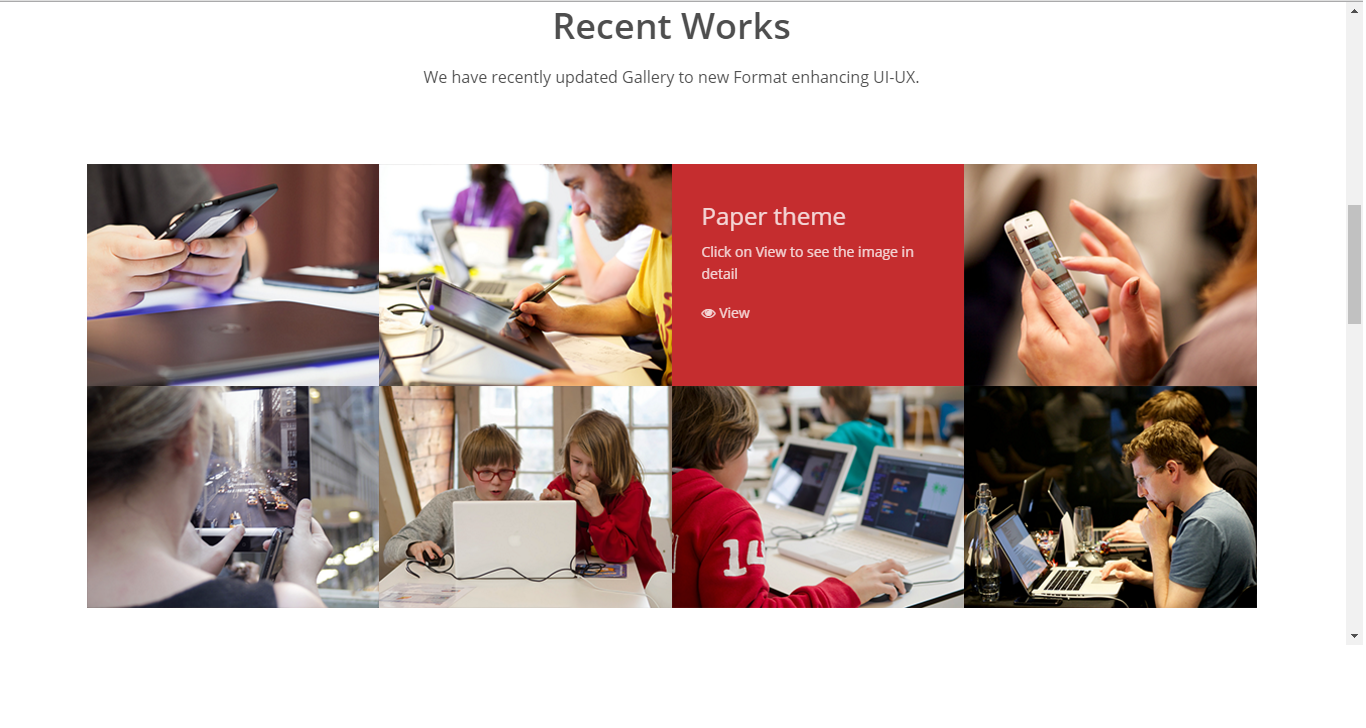 Recent Works
We have recently updated Gallery to new Format enhancing UI-UX.
Paper theme
Click on View to see the image in
detail
View
14